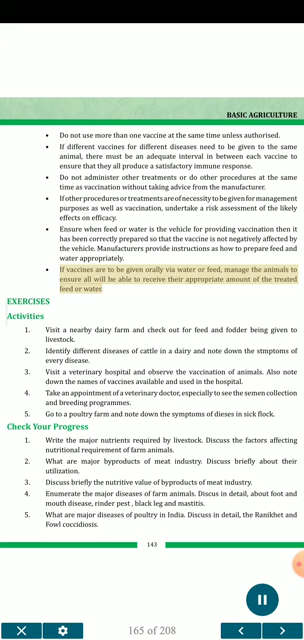 BASIC AGRICULTURE
• Do not use more than one vaccine at the same time unless authorised.
• If different vaccines for different diseases need to be given to the same
animal, there must be an adequate interval in between each vaccine to
ensure that they all produce a satisfactory immune response.
• Do not administer other treatments or do other procedures at the same
time as vaccination without taking advice from the manufacturer.
• If other procedures or treatments are of necessity to be given for management
purposes as well as vaccination, undertake a risk assessment of the likely
effects on efficacy.
• Ensure when feed or water is the vehicle for providing vaccination then it
has been correctly prepared so that the vaccine is not negatively affected by
the vehicle. Manufacturers provide instructions as how to prepare feed and
water appropriately.
• If vaccines are to be given orally via water or feed, manage the animals to
ensure all will be able to receive their appropriate amount of the treated
feed or water.
EXERCISES
Activities
1. Visit a nearby dairy farm and check out for feed and fodder being given to
livestock.
2. Identify different diseases of cattle in a dairy and note down the stmptoms of
every disease.
3. Visit a veterinary hospital and observe the vaccination of animals. Also note
down the names of vaccines available and used in the hospital.
4. Take an appointment of a veterinary doctor, especially to see the semen collection
and breeding programmes.
5. Go to a poultry farm and note down the symptoms of dieses in sick flock.
Check Your Progress
1. Write the major nutrients required by livestock. Discuss the factors affecting
nutritional requirement of farm animals.
2. What are major byproducts of meat industry. Discuss briefly about their
utilization.
3. Discuss briefly the nutritive value of byproducts of meat industry.
4. Enumerate the major diseases of farm animals. Discus in detail, about foot and
mouth disease, rinder pest, black leg and mastitis.
5. What are major diseases of poultry in India. Discuss in detail, the Ranikhet and
Fowl coccidiosis.
143
165 of 208